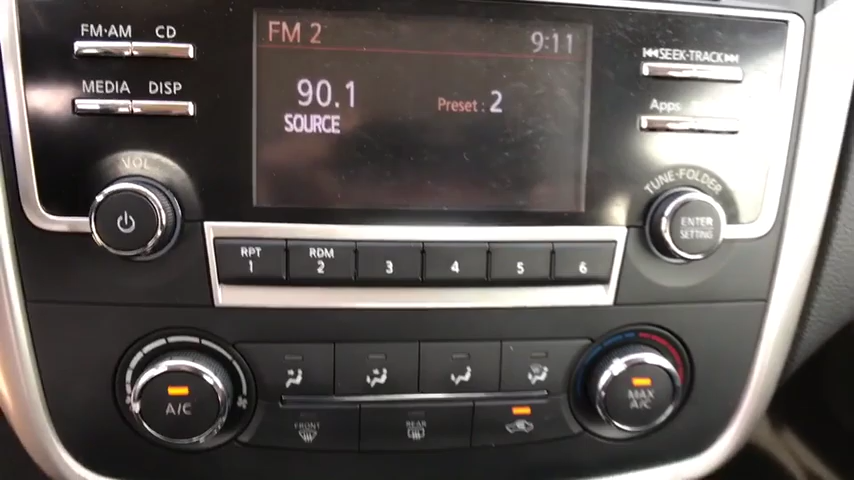 FM·AM CD
FM 2
9:11
SEEK·TRACK
MEDIA DISP
90.1
Preset : 2
Apps
SOURCE
VOL
TUNE·FOLDER
ENTER
SETTING
RPT
1
RDM
2
3
4
5
6
A/C
MAX
A/C
FRONT
REAR